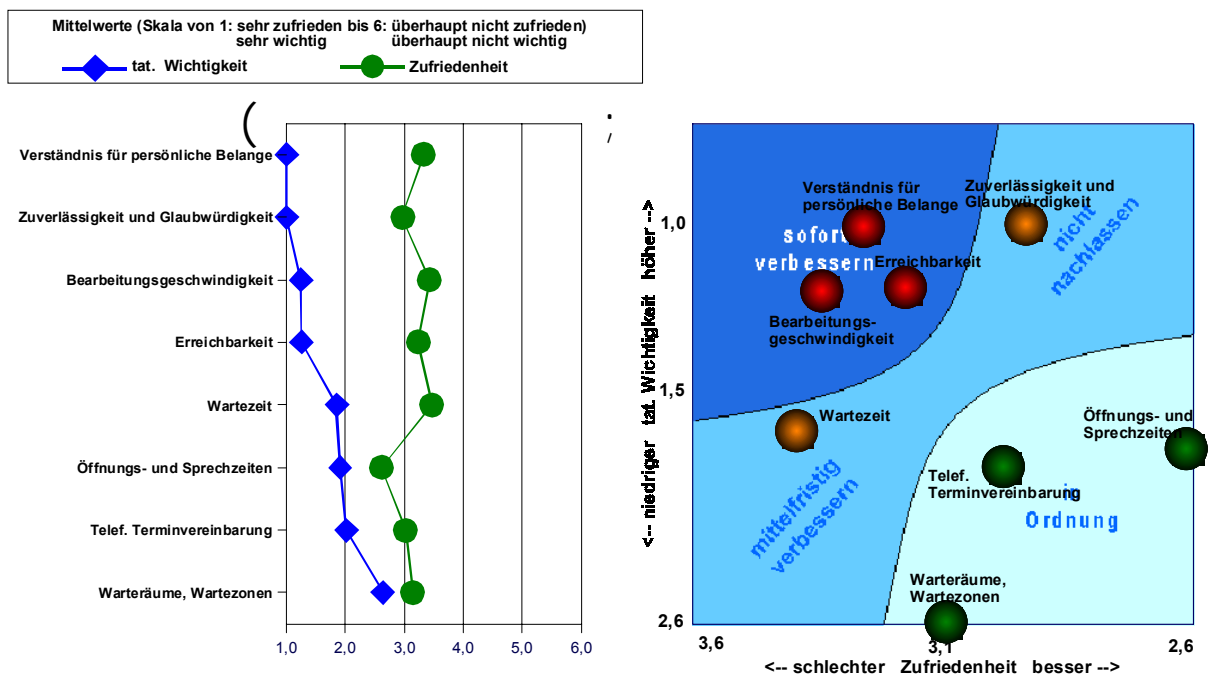 Mittelwerte (Skala von 1: sehr zufrieden bis 6: überhaupt nicht zufrieden)
sehr wichtig überhaupt nicht wichtig
tat. Wichtigkeit Zufriedenheit
(
;
Verständnis für persönliche Belange
Zuverlässigkeit und Glaubwürdigkeit
Bearbeitungsgeschwindigkeit
Erreichbarkeit
Wartezeit
Öffnungs- und Sprechzeiten
Telef. Terminvereinbarung
Warteräume, Wartezonen
1,0 2,0 3,0 4,0 5,0 6,0
<-- niedriger tat. Wichtigkeit höher -->
1,0
1,5
2,6
Verständnis für
persönliche Belange
Zuverlässigkeit und
Glaubwürdigkeit
sofort
verbessern
nicht
nachlassen
Erreichbarkeit
Bearbeitungs-
geschwindigkeit
Wartezeit
Öffnungs- und
Sprechzeiten
Telef.
Terminvereinbarung
mittelfristig
verbessern
in
Ordnung
Warteräume,
Wartezonen
3,6 3,1 2,6
<-- schlechter Zufriedenheit besser -->